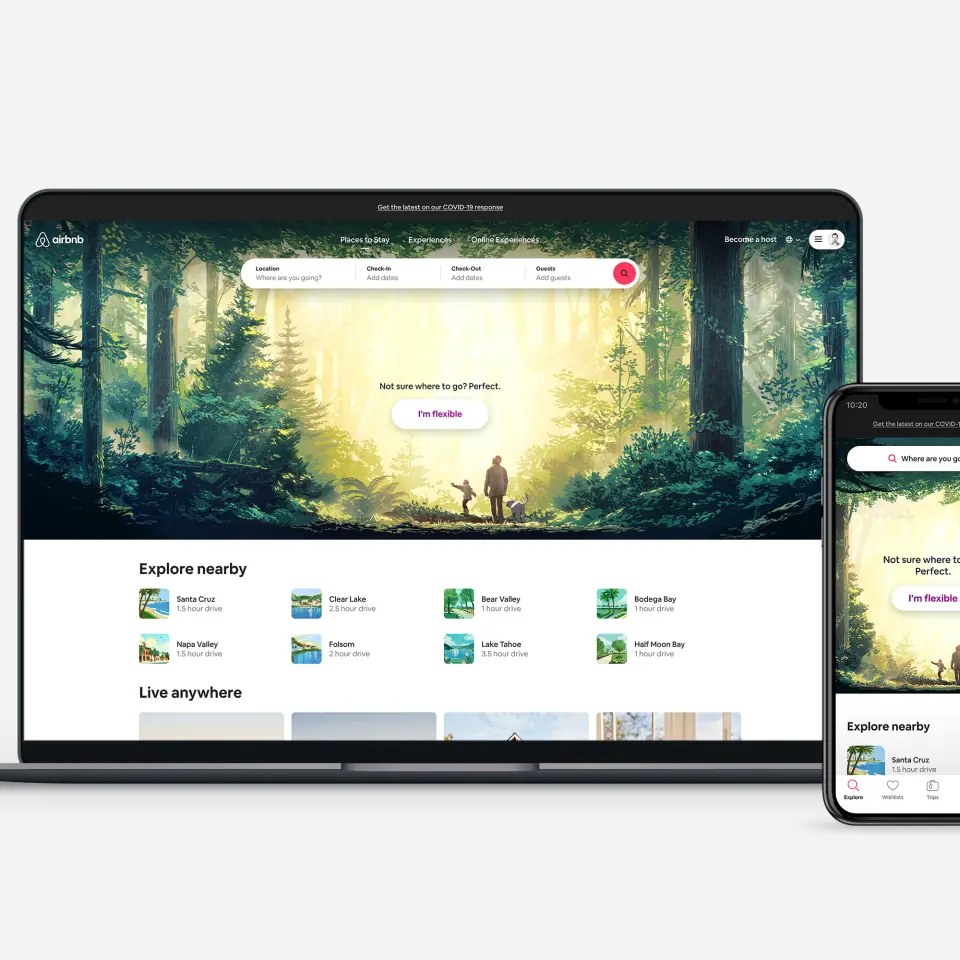 Get the latest on our COVID-19 response
airbnb
Places to Stay
Experiences
Online Experiences
Become a host
Location
Where are you going?
Check-In
Add dates
Check-Out
Add dates
Guests
Add guests
Not sure where to go? Perfect.
I'm flexible
Explore nearby
Santa Cruz
1.5 hour drive
Clear Lake
2.5 hour drive
Bear Valley
1 hour drive
Bodega Bay
1 hour drive
Napa Valley
1.5 hour drive
Folsom
2 hour drive
Lake Tahoe
3.5 hour drive
Half Moon Bay
1 hour drive
Live anywhere
10:20
Get the latest on our COVID-1
Where are you go
Not sure where to
Perfect.
I'm flexible
Explore nearby
Santa Cruz
1.5 hour drive
Explore
Wishlists
Trips